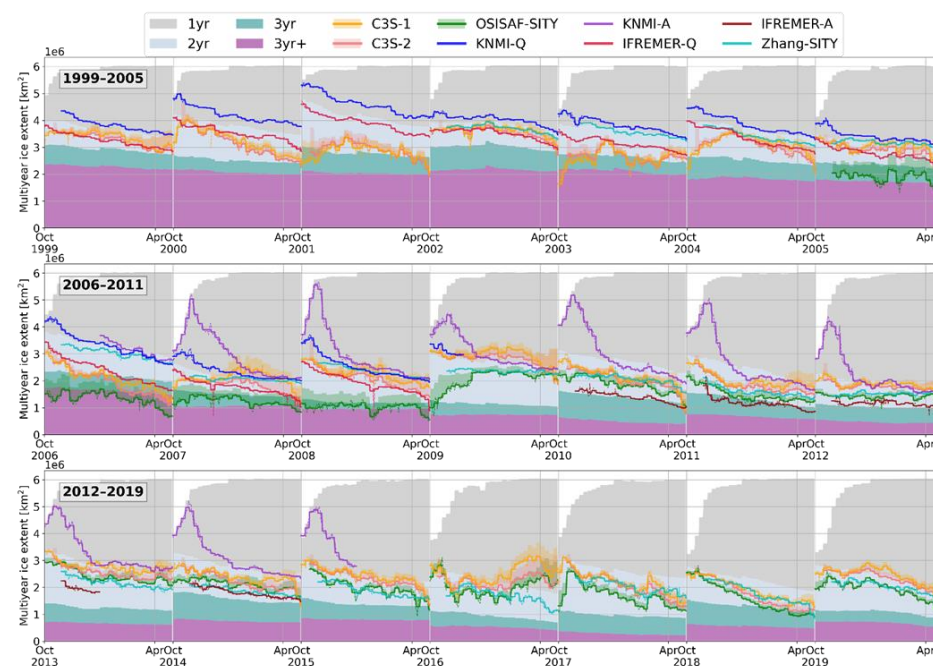 1yr 3yr C3S-1 OSISAF-SITY KNMI-A IFREMER-A
2yr 3yr+ C3S-2 KNMI-Q IFREMER-Q Zhang-SITY
1e6
Multiyear ice extent [km²]
6
5
4
3
2
1
0
1999–2005
Oct AprOct AprOct AprOct AprOct AprOct AprOct Apr
1999 2000 2001 2002 2003 2004 2005
1e6
Multiyear ice extent [km²]
6
5
4
3
2
1
0
2006–2011
Oct AprOct AprOct AprOct AprOct AprOct AprOct Apr
2006 2007 2008 2009 2010 2011 2012
1e6
Multiyear ice extent [km²]
6
5
4
3
2
1
0
2012–2019
Oct AprOct AprOct AprOct AprOct AprOct AprOct Apr
2013 2014 2015 2016 2017 2018 2019